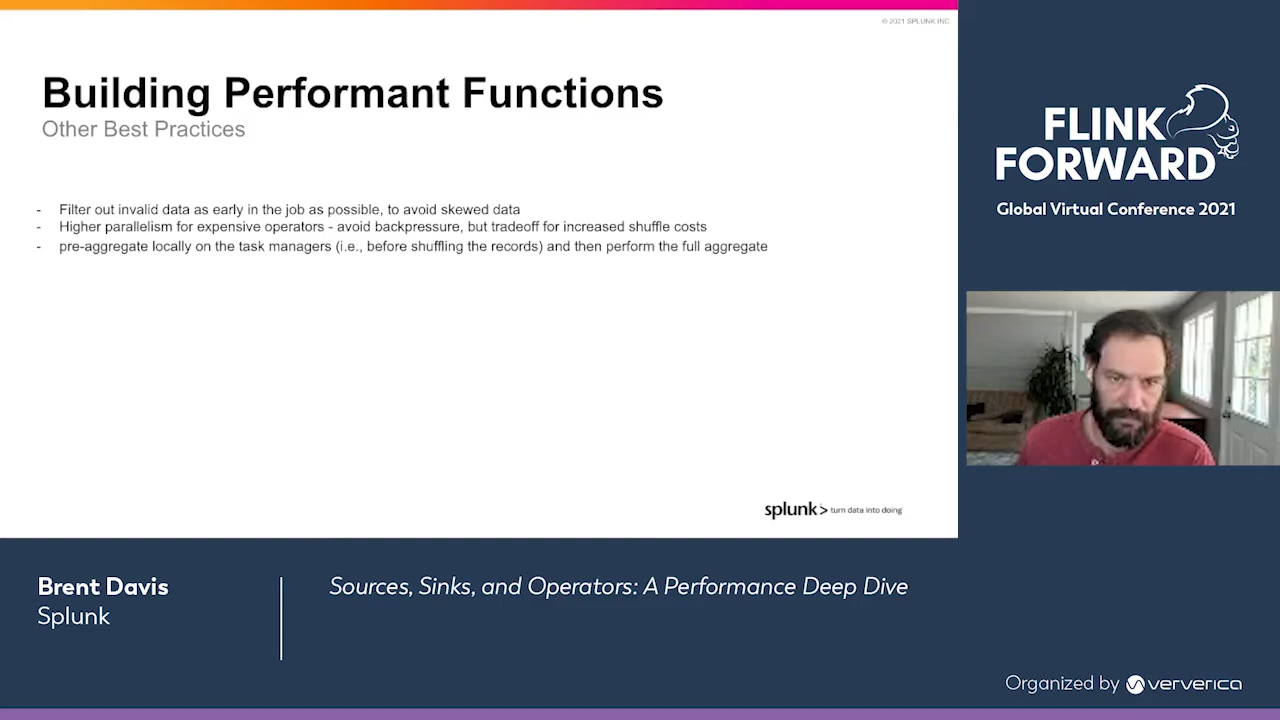 © 2021 SPLUNK INC.
Building Performant Functions
Other Best Practices
- Filter out invalid data as early in the job as possible, to avoid skewed data
- Higher parallelism for expensive operators - avoid backpressure, but tradeoff for increased shuffle costs
- pre-aggregate locally on the task managers (i.e., before shuffling the records) and then perform the full aggregate
splunk> turn data into doing
FLINK
FORWARD
Global Virtual Conference 2021
Brent Davis
Splunk
Sources, Sinks, and Operators: A Performance Deep Dive
Organized by ververica